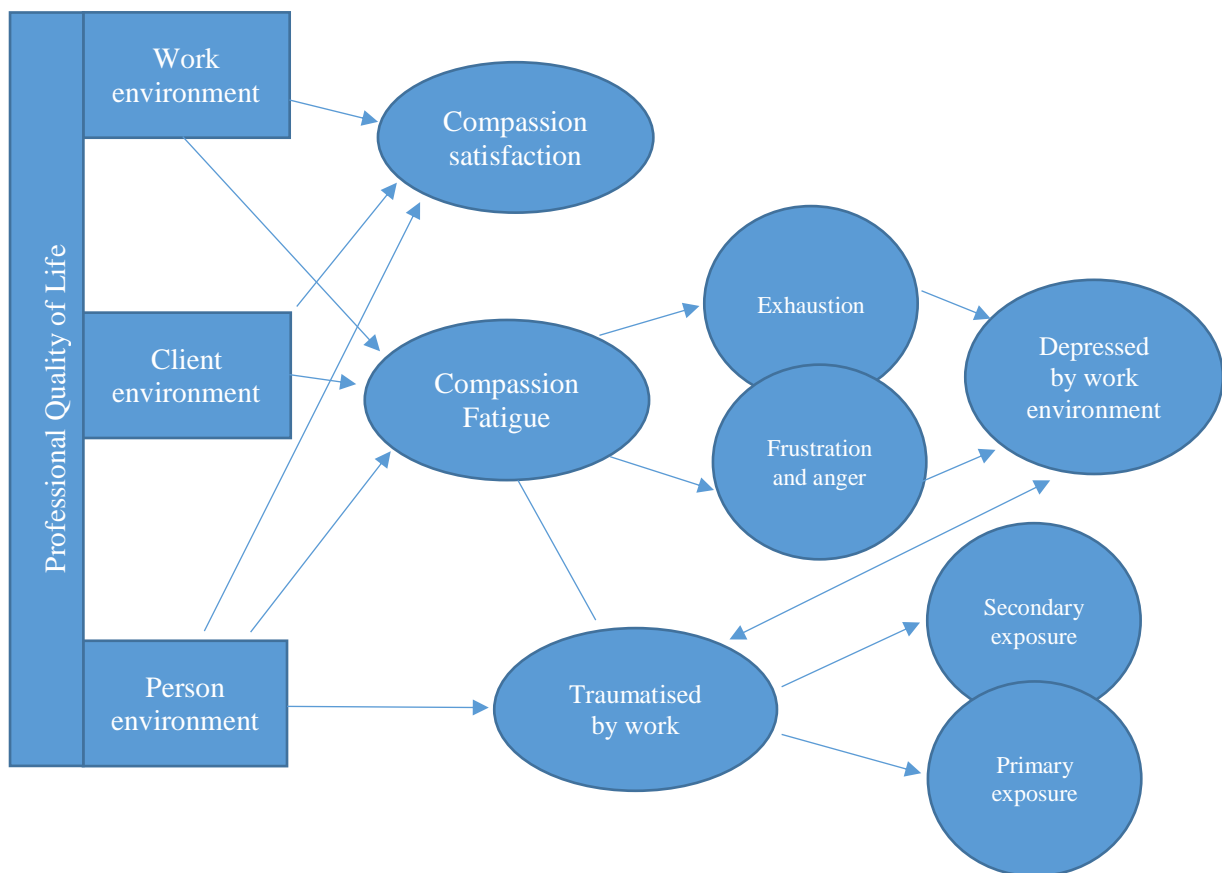 Professional Quality of Life
Work
environment
Compassion
satisfaction
Client
environment
Compassion
Fatigue
Exhaustion
Frustration
and anger
Depressed
by work
environment
Person
environment
Traumatised
by work
Secondary
exposure
Primary
exposure